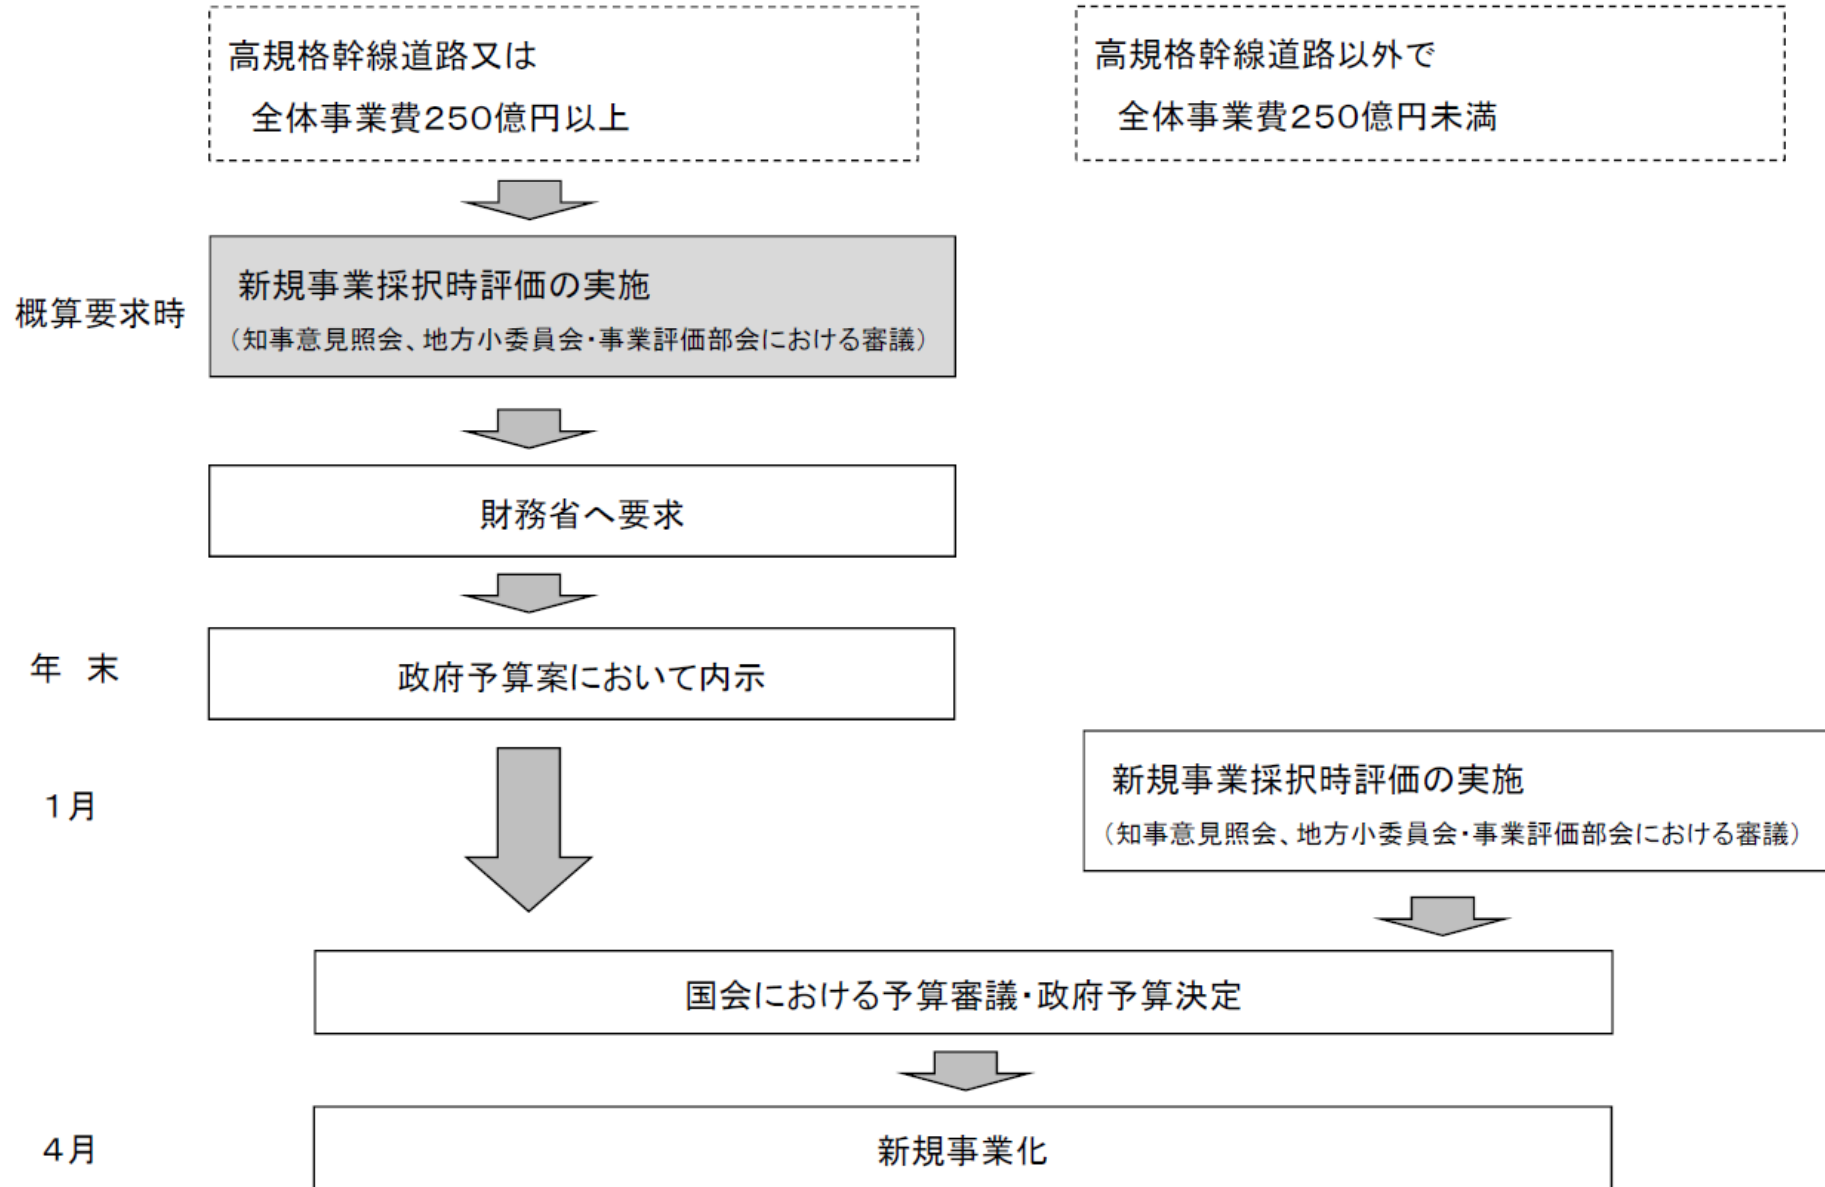 高規格幹線道路又は
全体事業費250億円以上
高規格幹線道路以外で
全体事業費250億円未満
概算要求時
新規事業採択時評価の実施
（知事意見照会、地方小委員会・事業評価部会における審議）
財務省へ要求
年　末
政府予算案において内示
1月
新規事業採択時評価の実施
（知事意見照会、地方小委員会・事業評価部会における審議）
国会における予算審議・政府予算決定
4月
新規事業化